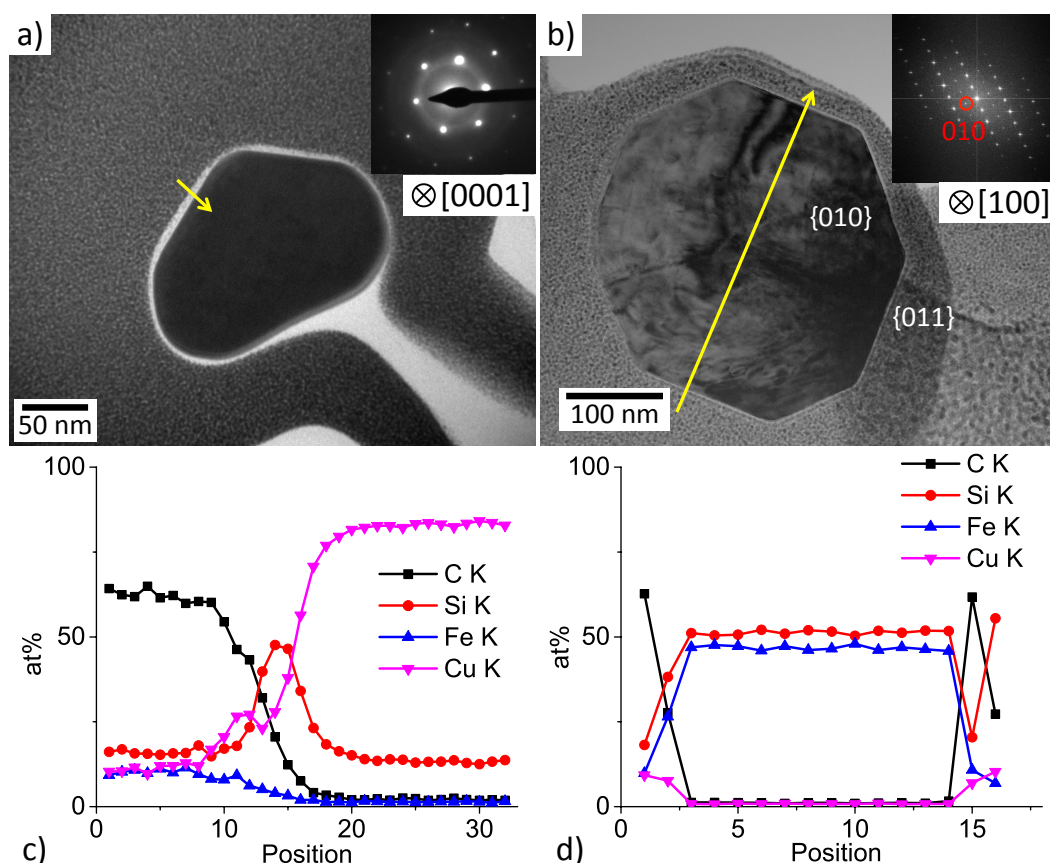 a)
⊗[0001]
50 nm
b)
010
⊗[100]
{010}
{011}
100 nm
100
50
0
at%
C K
Si K
Fe K
Cu K
0
10
20
30
c)
Position
100
50
0
at%
C K
Si K
Fe K
Cu K
0
5
10
15
d)
Position